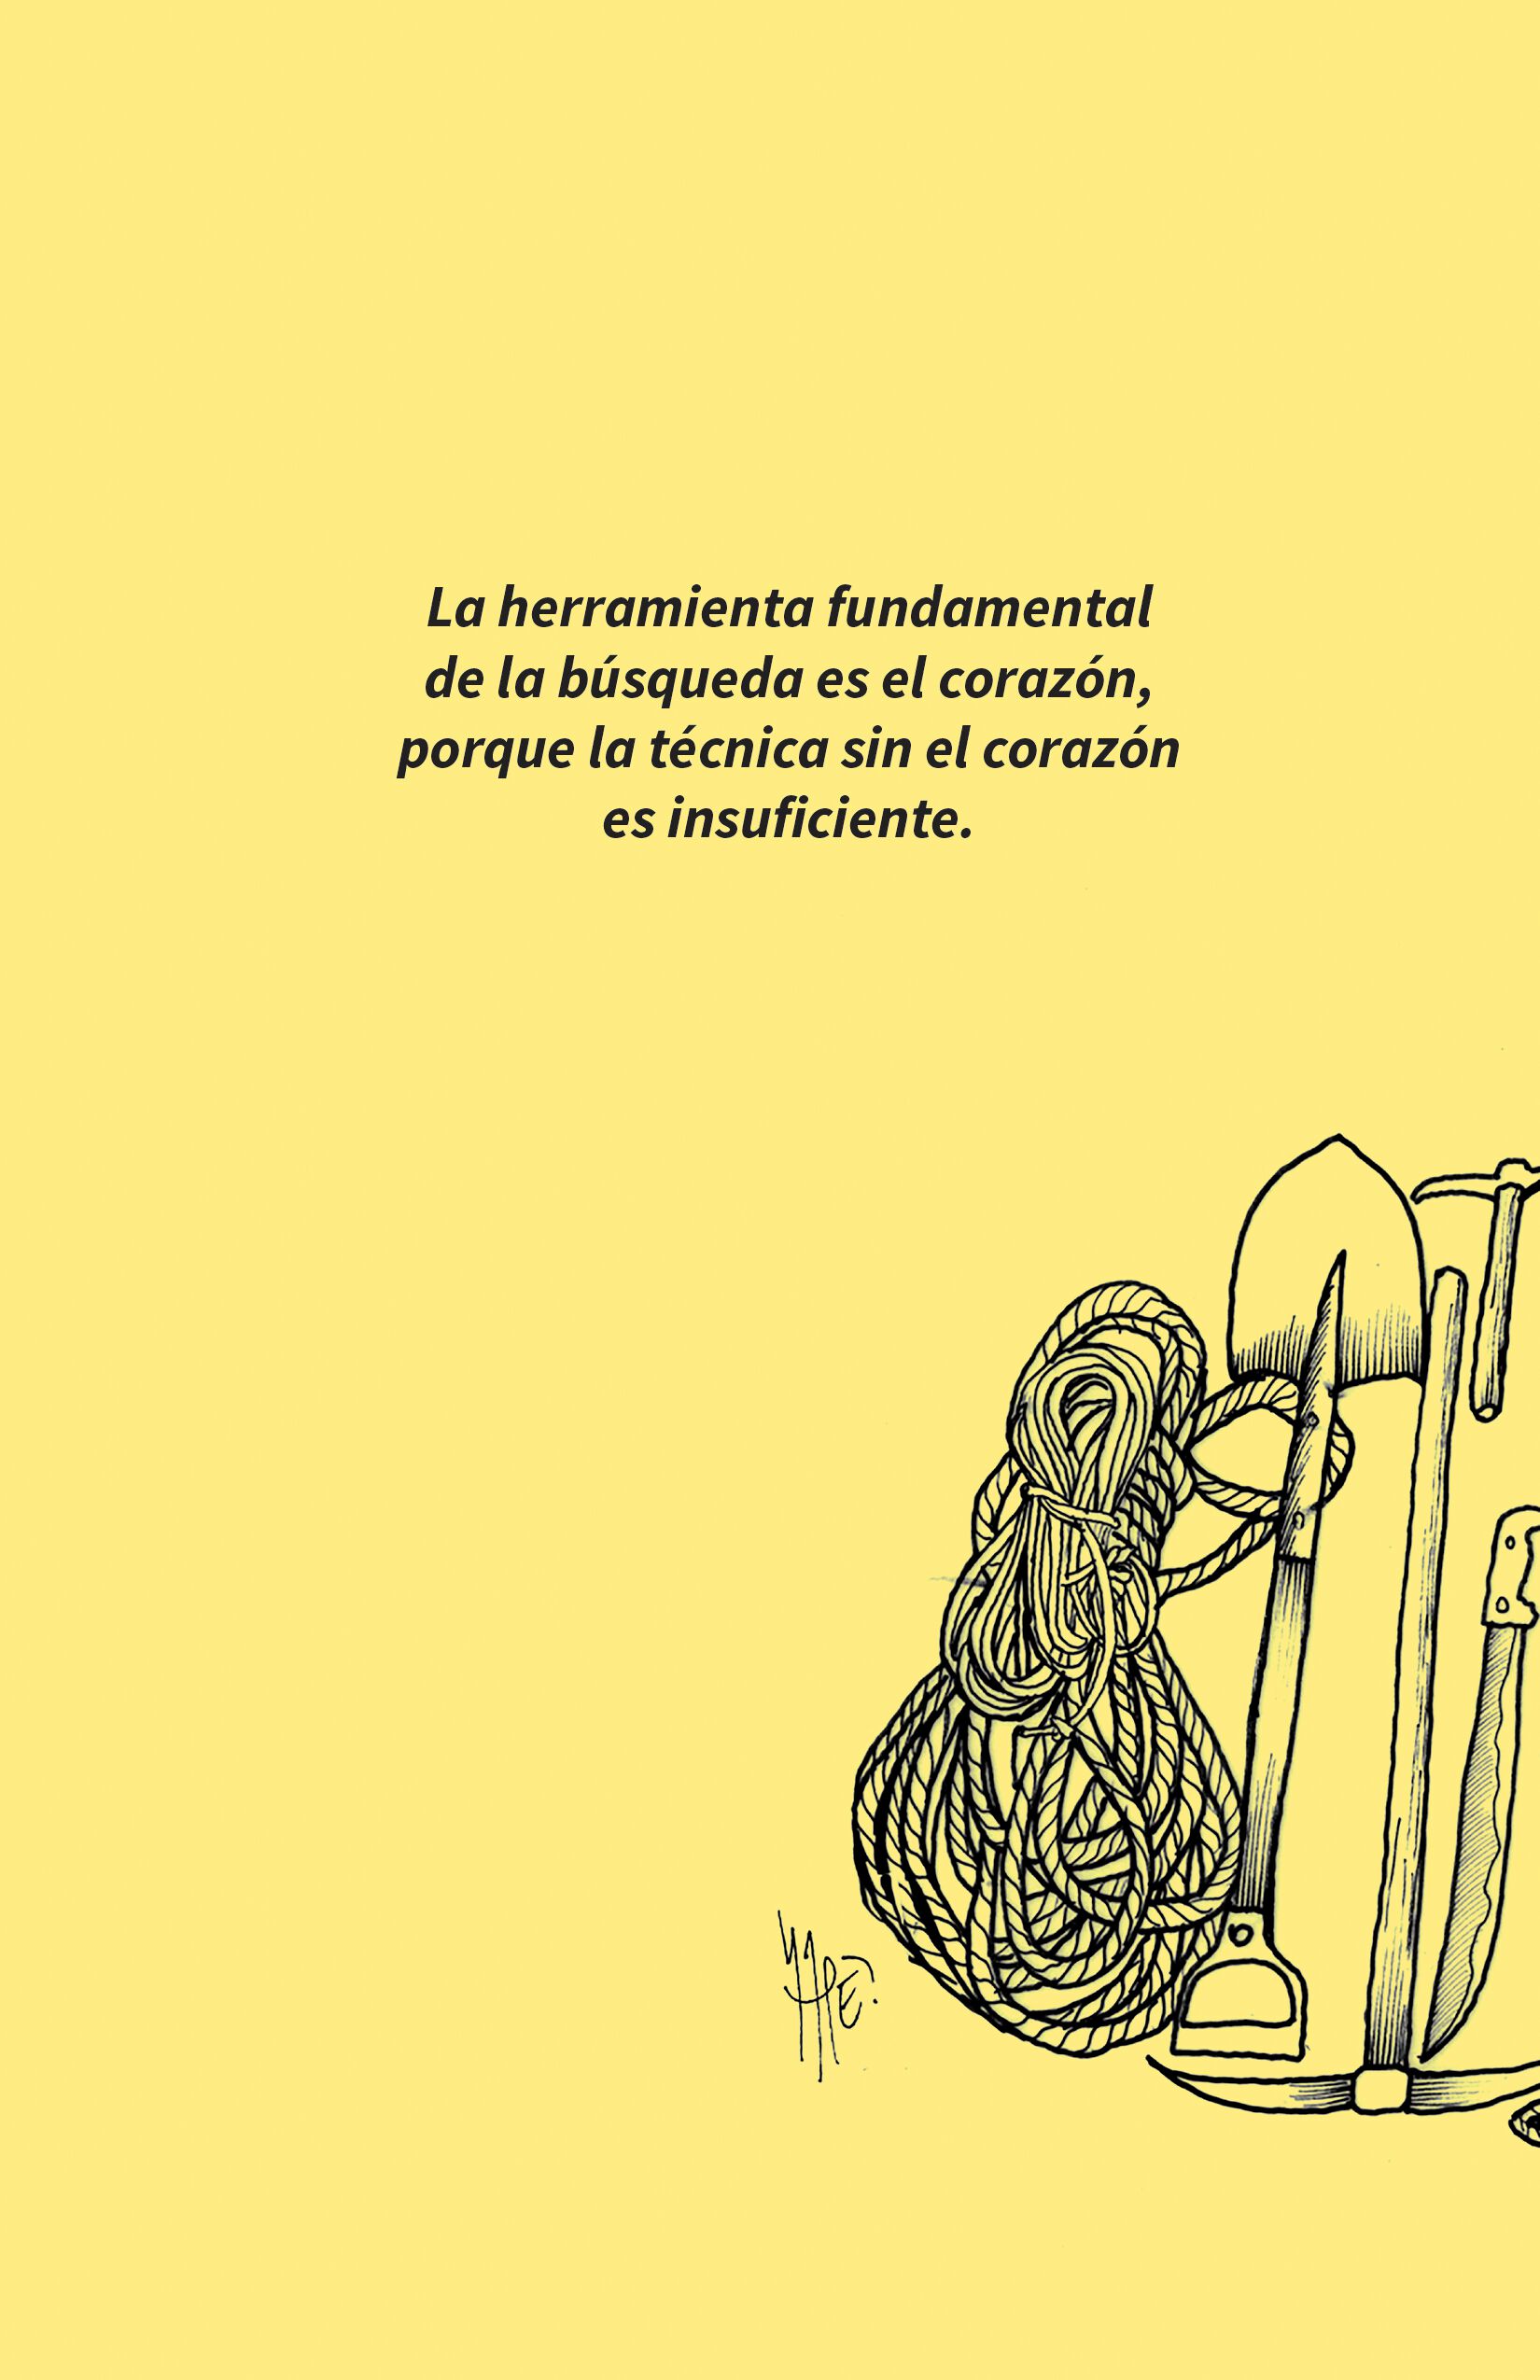 La herramienta fundamental
de la búsqueda es el corazón,
porque la técnica sin el corazón
es insuficiente.